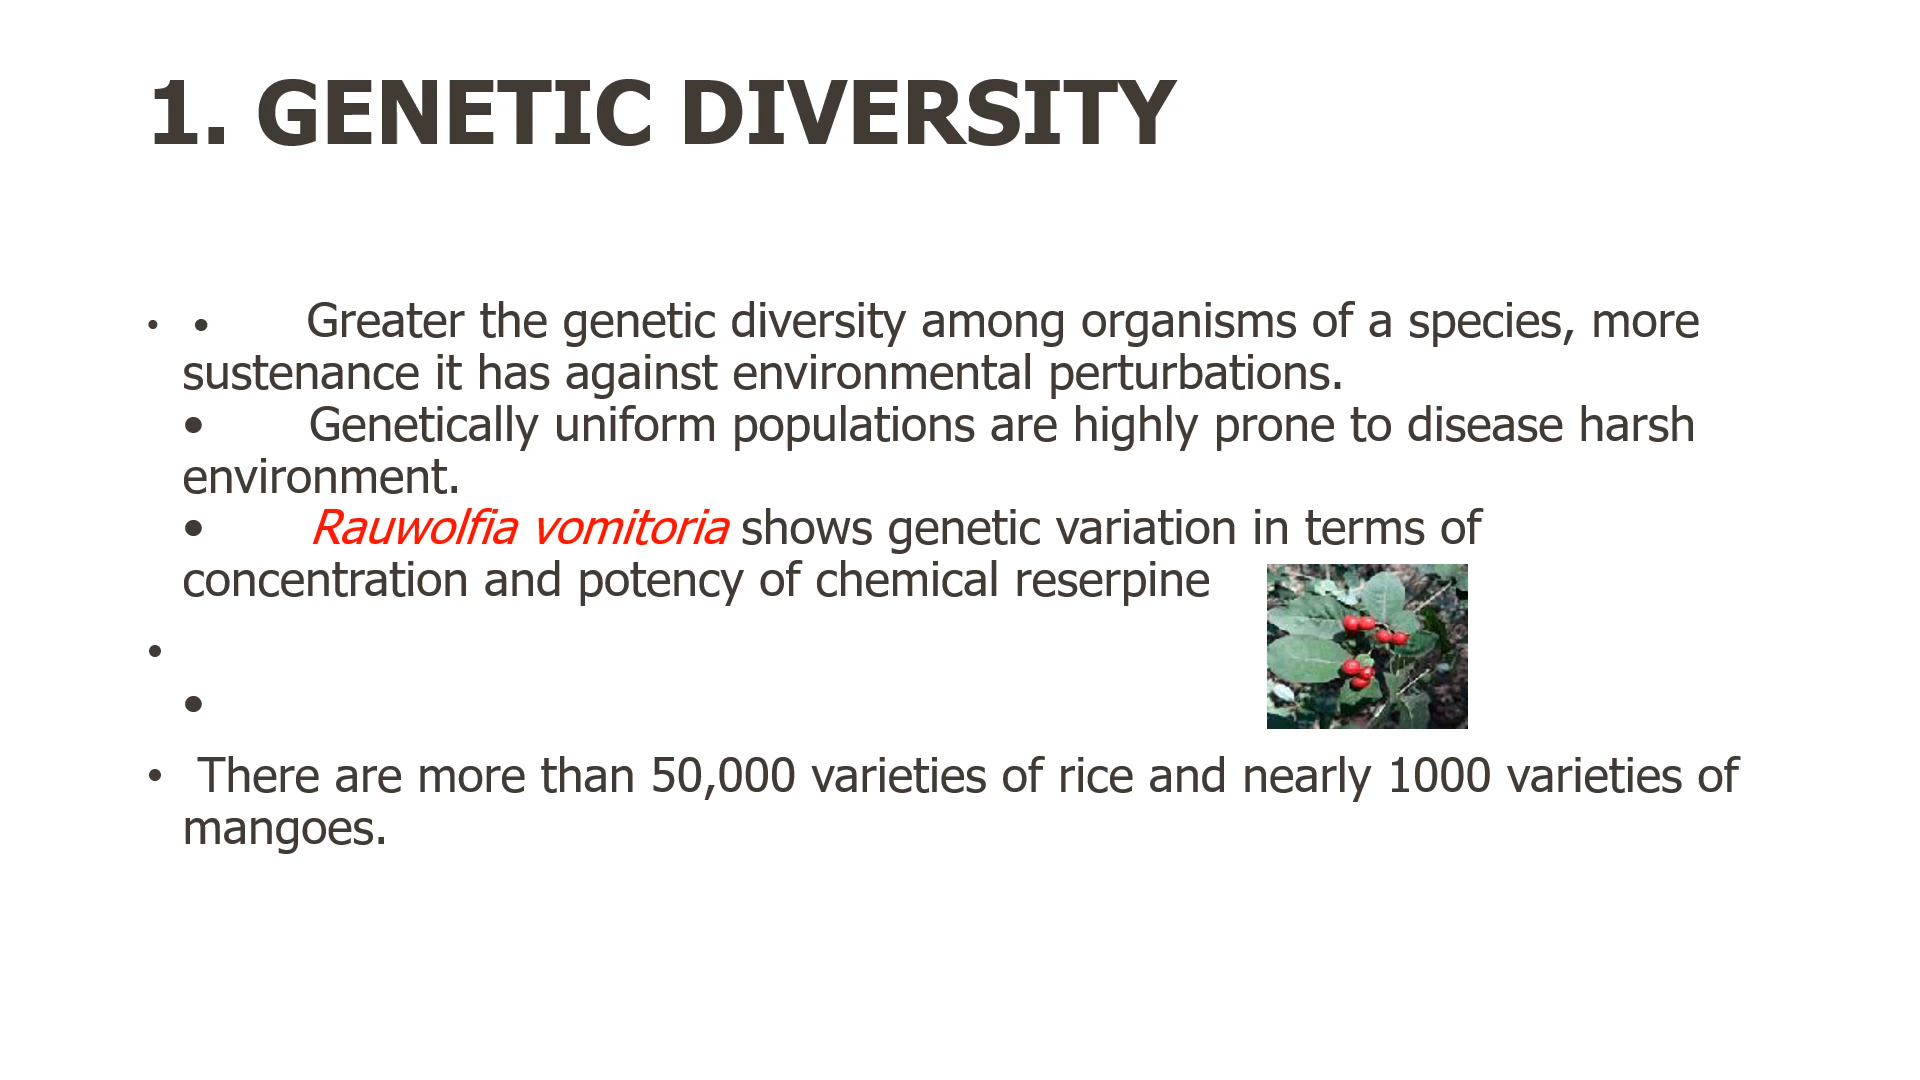 1. GENETIC DIVERSITY
• • Greater the genetic diversity among organisms of a species, more
sustenance it has against environmental perturbations.
• Genetically uniform populations are highly prone to disease harsh
environment.
• Rauwolfia vomitoria shows genetic variation in terms of
concentration and potency of chemical reserpine
•
•
• There are more than 50,000 varieties of rice and nearly 1000 varieties of
mangoes.